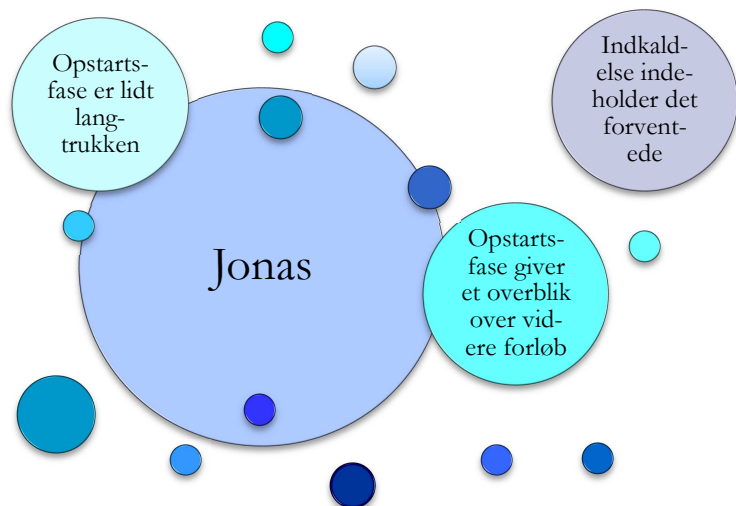 Opstarts-
fase er lidt
lang-
trukken
Indkald-
else inde-
holder det
forvent-
ede
Jonas
Opstarts-
fase giver
et overblik
over vid-
ere forløb